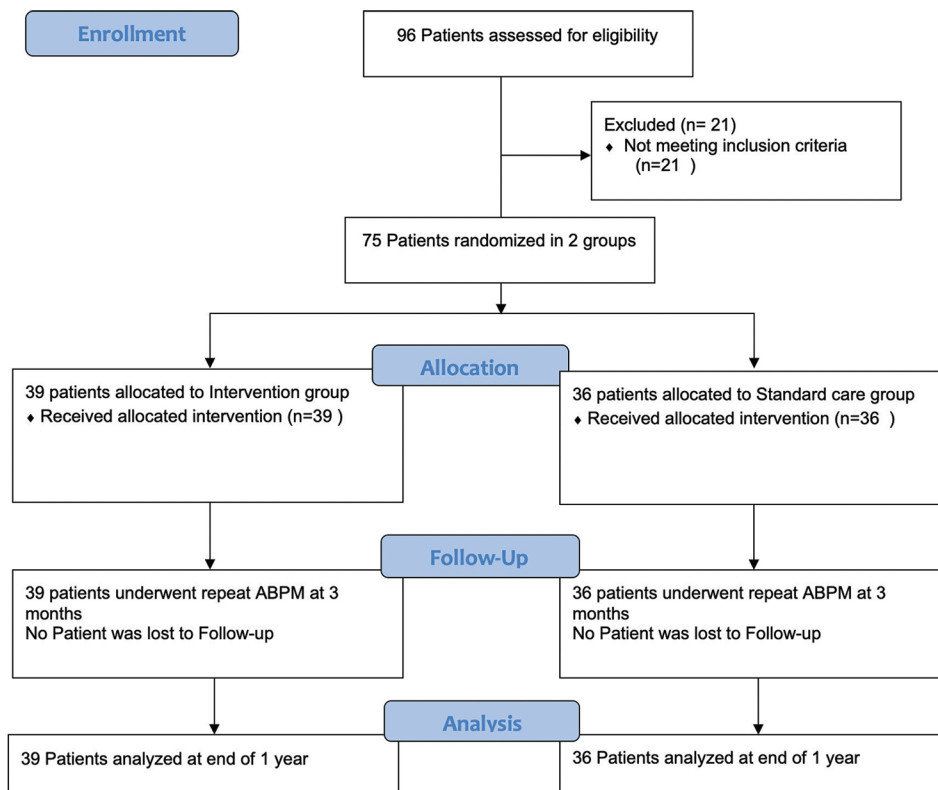 Enrollment
96 Patients assessed for eligibility
Excluded (n= 21)
♦ Not meeting inclusion criteria
(n=21 )
75 Patients randomized in 2 groups
Allocation
39 patients allocated to Intervention group
♦ Received allocated intervention (n=39 )
36 patients allocated to Standard care group
♦ Received allocated intervention (n=36 )
Follow-Up
39 patients underwent repeat ABPM at 3
months
No Patient was lost to Follow-up
36 patients underwent repeat ABPM at 3
months
No Patient was lost to Follow-up
Analysis
39 Patients analyzed at end of 1 year
36 Patients analyzed at end of 1 year